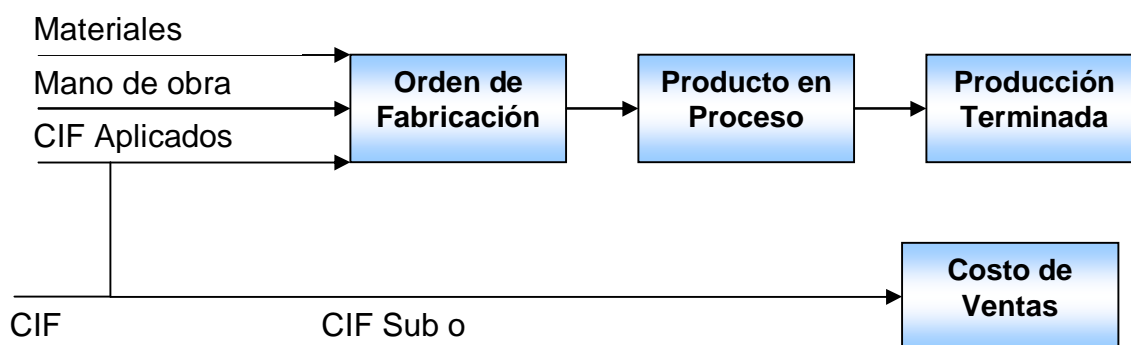 Materiales
Mano de obra
CIF Aplicados
Orden de
Fabricación
Producto en
Proceso
Producción
Terminada
Costo de
Ventas
CIF
CIF Sub o